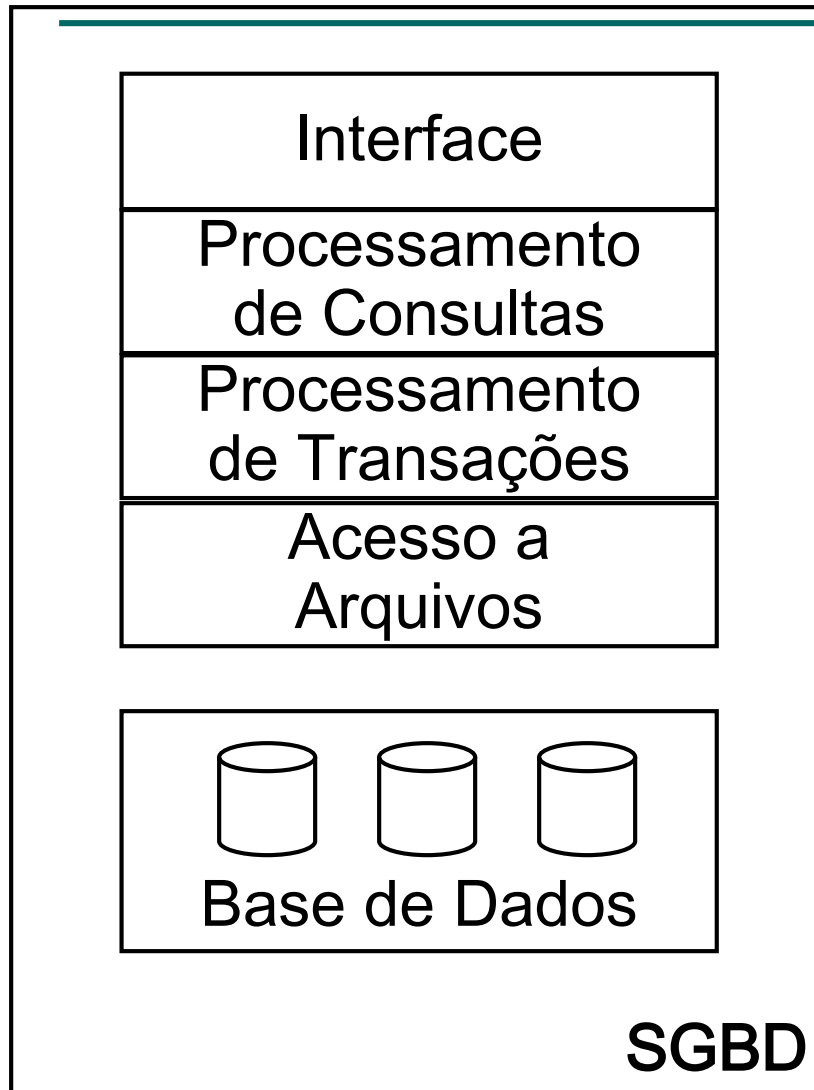 Interface
Processamento
de Consultas
Processamento
de Transações
Acesso a
Arquivos
Base de Dados
SGBD